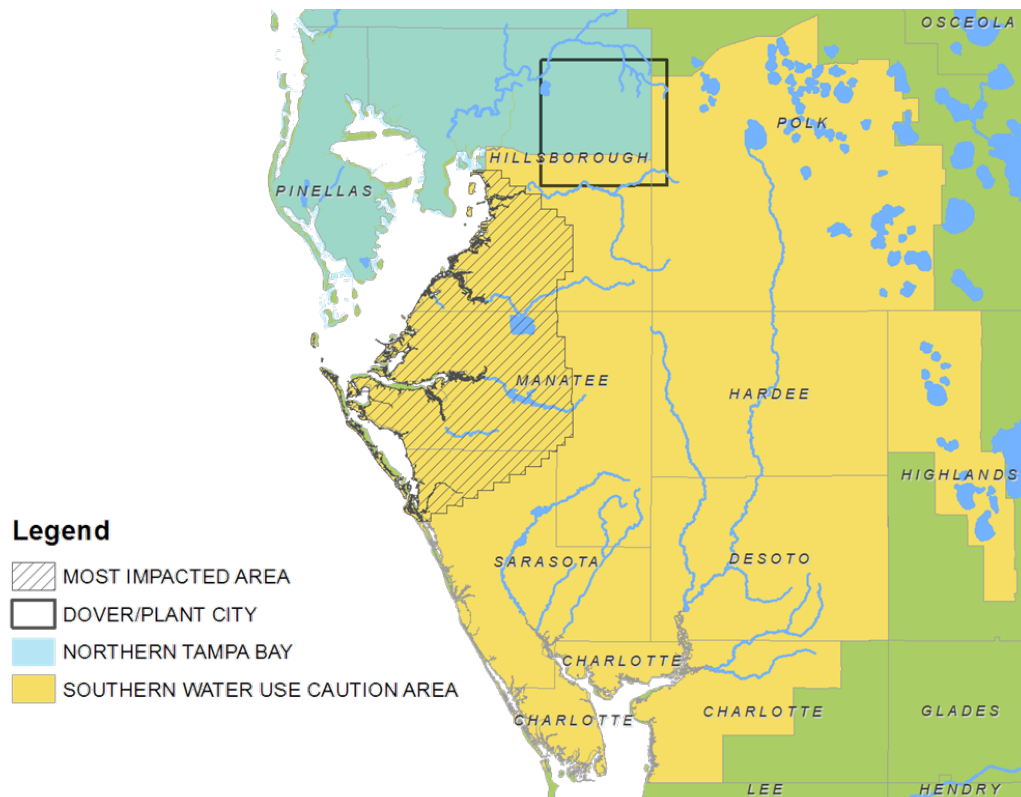 OSCEOLA
POLK
HILLSBOROUGH
PINELLAS
MANATEE
HARDEE
HIGHLANDS
SARASOTA
DESOTO
CHARLOTTE
CHARLOTTE
CHARLOTTE
GLADES
LEE
HENDRY
Legend
MOST IMPACTED AREA
DOVER/PLANT CITY
NORTHERN TAMPA BAY
SOUTHERN WATER USE CAUTION AREA